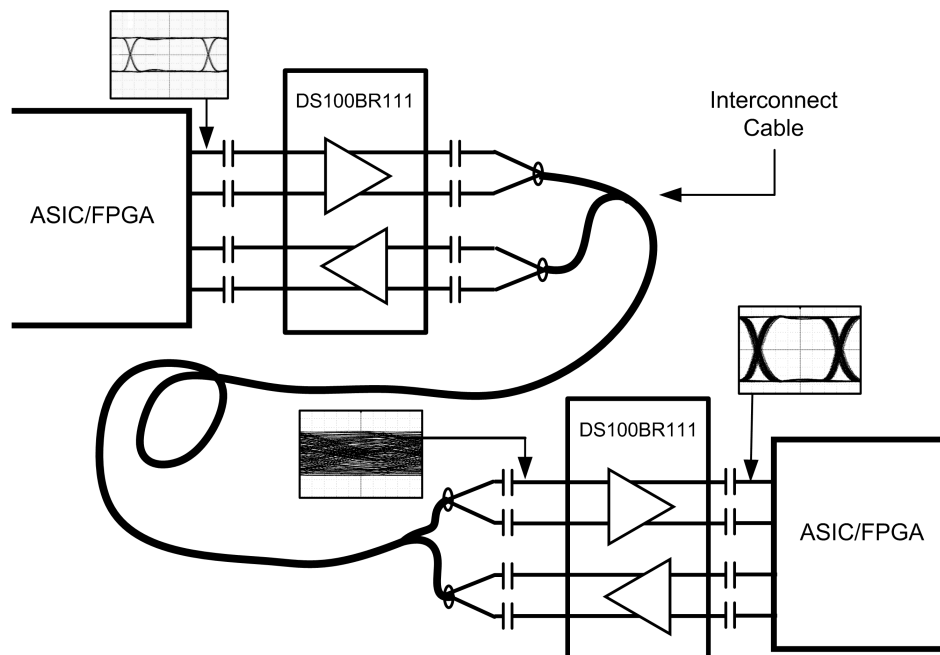 DS100BR111
Interconnect
Cable
ASIC/FPGA
DS100BR111
ASIC/FPGA